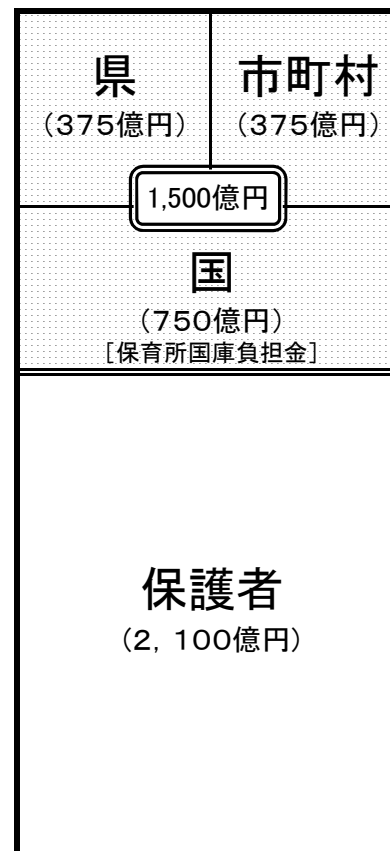 県
（375億円）
市町村
（375億円）
1,500億円
国
（750億円）
［保育所国庫負担金］
保護者
（2，100億円）